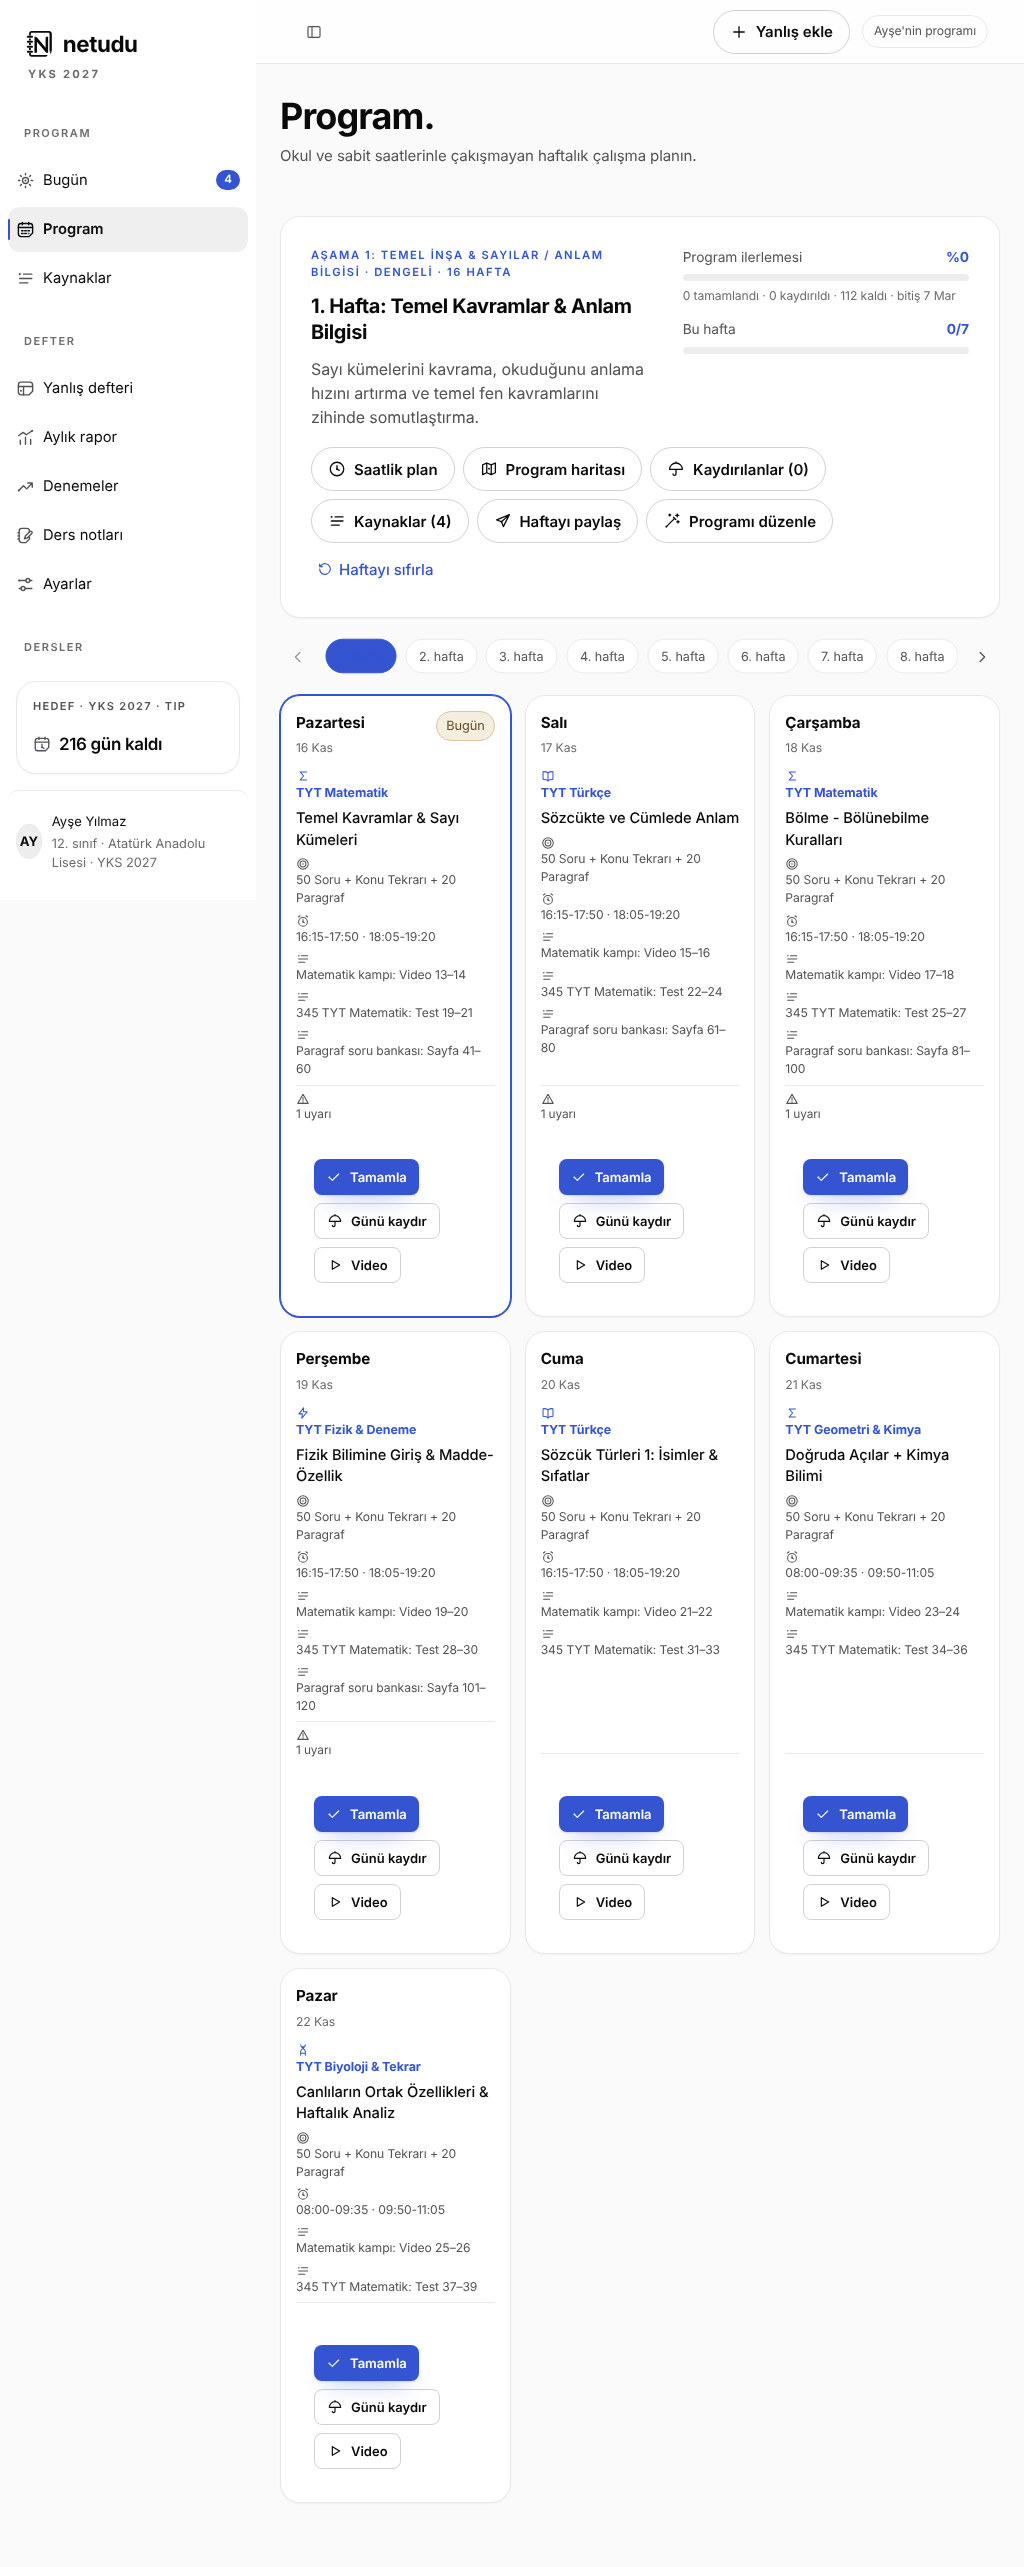 netudu
YKS 2027
PROGRAM
Bugün
4
Program
Kaynaklar
DEFTER
Yanlış defteri
Aylık rapor
Denemeler
Ders notları
Ayarlar
DERSLER
HEDEF · YKS 2027 · TIP
216 gün kaldı
AY
Ayşe Yılmaz
12. sınıf · Atatürk Anadolu
Lisesi · YKS 2027
Yanlış ekle
Ayşe'nin programı
Program.
Okul ve sabit saatlerinle çakışmayan haftalık çalışma planın.
AŞAMA 1: TEMEL İNŞA & SAYILAR / ANLAM
BİLGİSİ · DENGELİ · 16 HAFTA
1. Hafta: Temel Kavramlar & Anlam
Bilgisi
Sayı kümelerini kavrama, okuduğunu anlama
hızını artırma ve temel fen kavramlarını
zihinde somutlaştırma.
Program ilerlemesi
%0
0 tamamlandı · 0 kaydırıldı · 112 kaldı · bitiş 7 Mar
Bu hafta
0/7
Saatlik plan
Program haritası
Kaydırılanlar (0)
Kaynaklar (4)
Haftayı paylaş
Programı düzenle
Haftayı sıfırla
2. hafta
3. hafta
4. hafta
5. hafta
6. hafta
7. hafta
8. hafta
Pazartesi
Bugün
16 Kas
TYT Matematik
Temel Kavramlar & Sayı
Kümeleri
50 Soru + Konu Tekrarı + 20
Paragraf
16:15-17:50 · 18:05-19:20
Matematik kampı: Video 13–14
345 TYT Matematik: Test 19–21
Paragraf soru bankası: Sayfa 41–
60
1 uyarı
Tamamla
Günü kaydır
Video
Salı
17 Kas
TYT Türkçe
Sözcükte ve Cümlede Anlam
50 Soru + Konu Tekrarı + 20
Paragraf
16:15-17:50 · 18:05-19:20
Matematik kampı: Video 15–16
345 TYT Matematik: Test 22–24
Paragraf soru bankası: Sayfa 61–
80
1 uyarı
Tamamla
Günü kaydır
Video
Çarşamba
18 Kas
TYT Matematik
Bölme - Bölünebilme
Kuralları
50 Soru + Konu Tekrarı + 20
Paragraf
16:15-17:50 · 18:05-19:20
Matematik kampı: Video 17–18
345 TYT Matematik: Test 25–27
Paragraf soru bankası: Sayfa 81–
100
1 uyarı
Tamamla
Günü kaydır
Video
Perşembe
19 Kas
TYT Fizik & Deneme
Fizik Bilimine Giriş & Madde-
Özellik
50 Soru + Konu Tekrarı + 20
Paragraf
16:15-17:50 · 18:05-19:20
Matematik kampı: Video 19–20
345 TYT Matematik: Test 28–30
Paragraf soru bankası: Sayfa 101–
120
1 uyarı
Tamamla
Günü kaydır
Video
Cuma
20 Kas
TYT Türkçe
Sözcük Türleri 1: İsimler &
Sıfatlar
50 Soru + Konu Tekrarı + 20
Paragraf
16:15-17:50 · 18:05-19:20
Matematik kampı: Video 21–22
345 TYT Matematik: Test 31–33
Tamamla
Günü kaydır
Video
Cumartesi
21 Kas
TYT Geometri & Kimya
Doğruda Açılar + Kimya
Bilimi
50 Soru + Konu Tekrarı + 20
Paragraf
08:00-09:35 · 09:50-11:05
Matematik kampı: Video 23–24
345 TYT Matematik: Test 34–36
Tamamla
Günü kaydır
Video
Pazar
22 Kas
TYT Biyoloji & Tekrar
Canlıların Ortak Özellikleri &
Haftalık Analiz
50 Soru + Konu Tekrarı + 20
Paragraf
08:00-09:35 · 09:50-11:05
Matematik kampı: Video 25–26
345 TYT Matematik: Test 37–39
Tamamla
Günü kaydır
Video